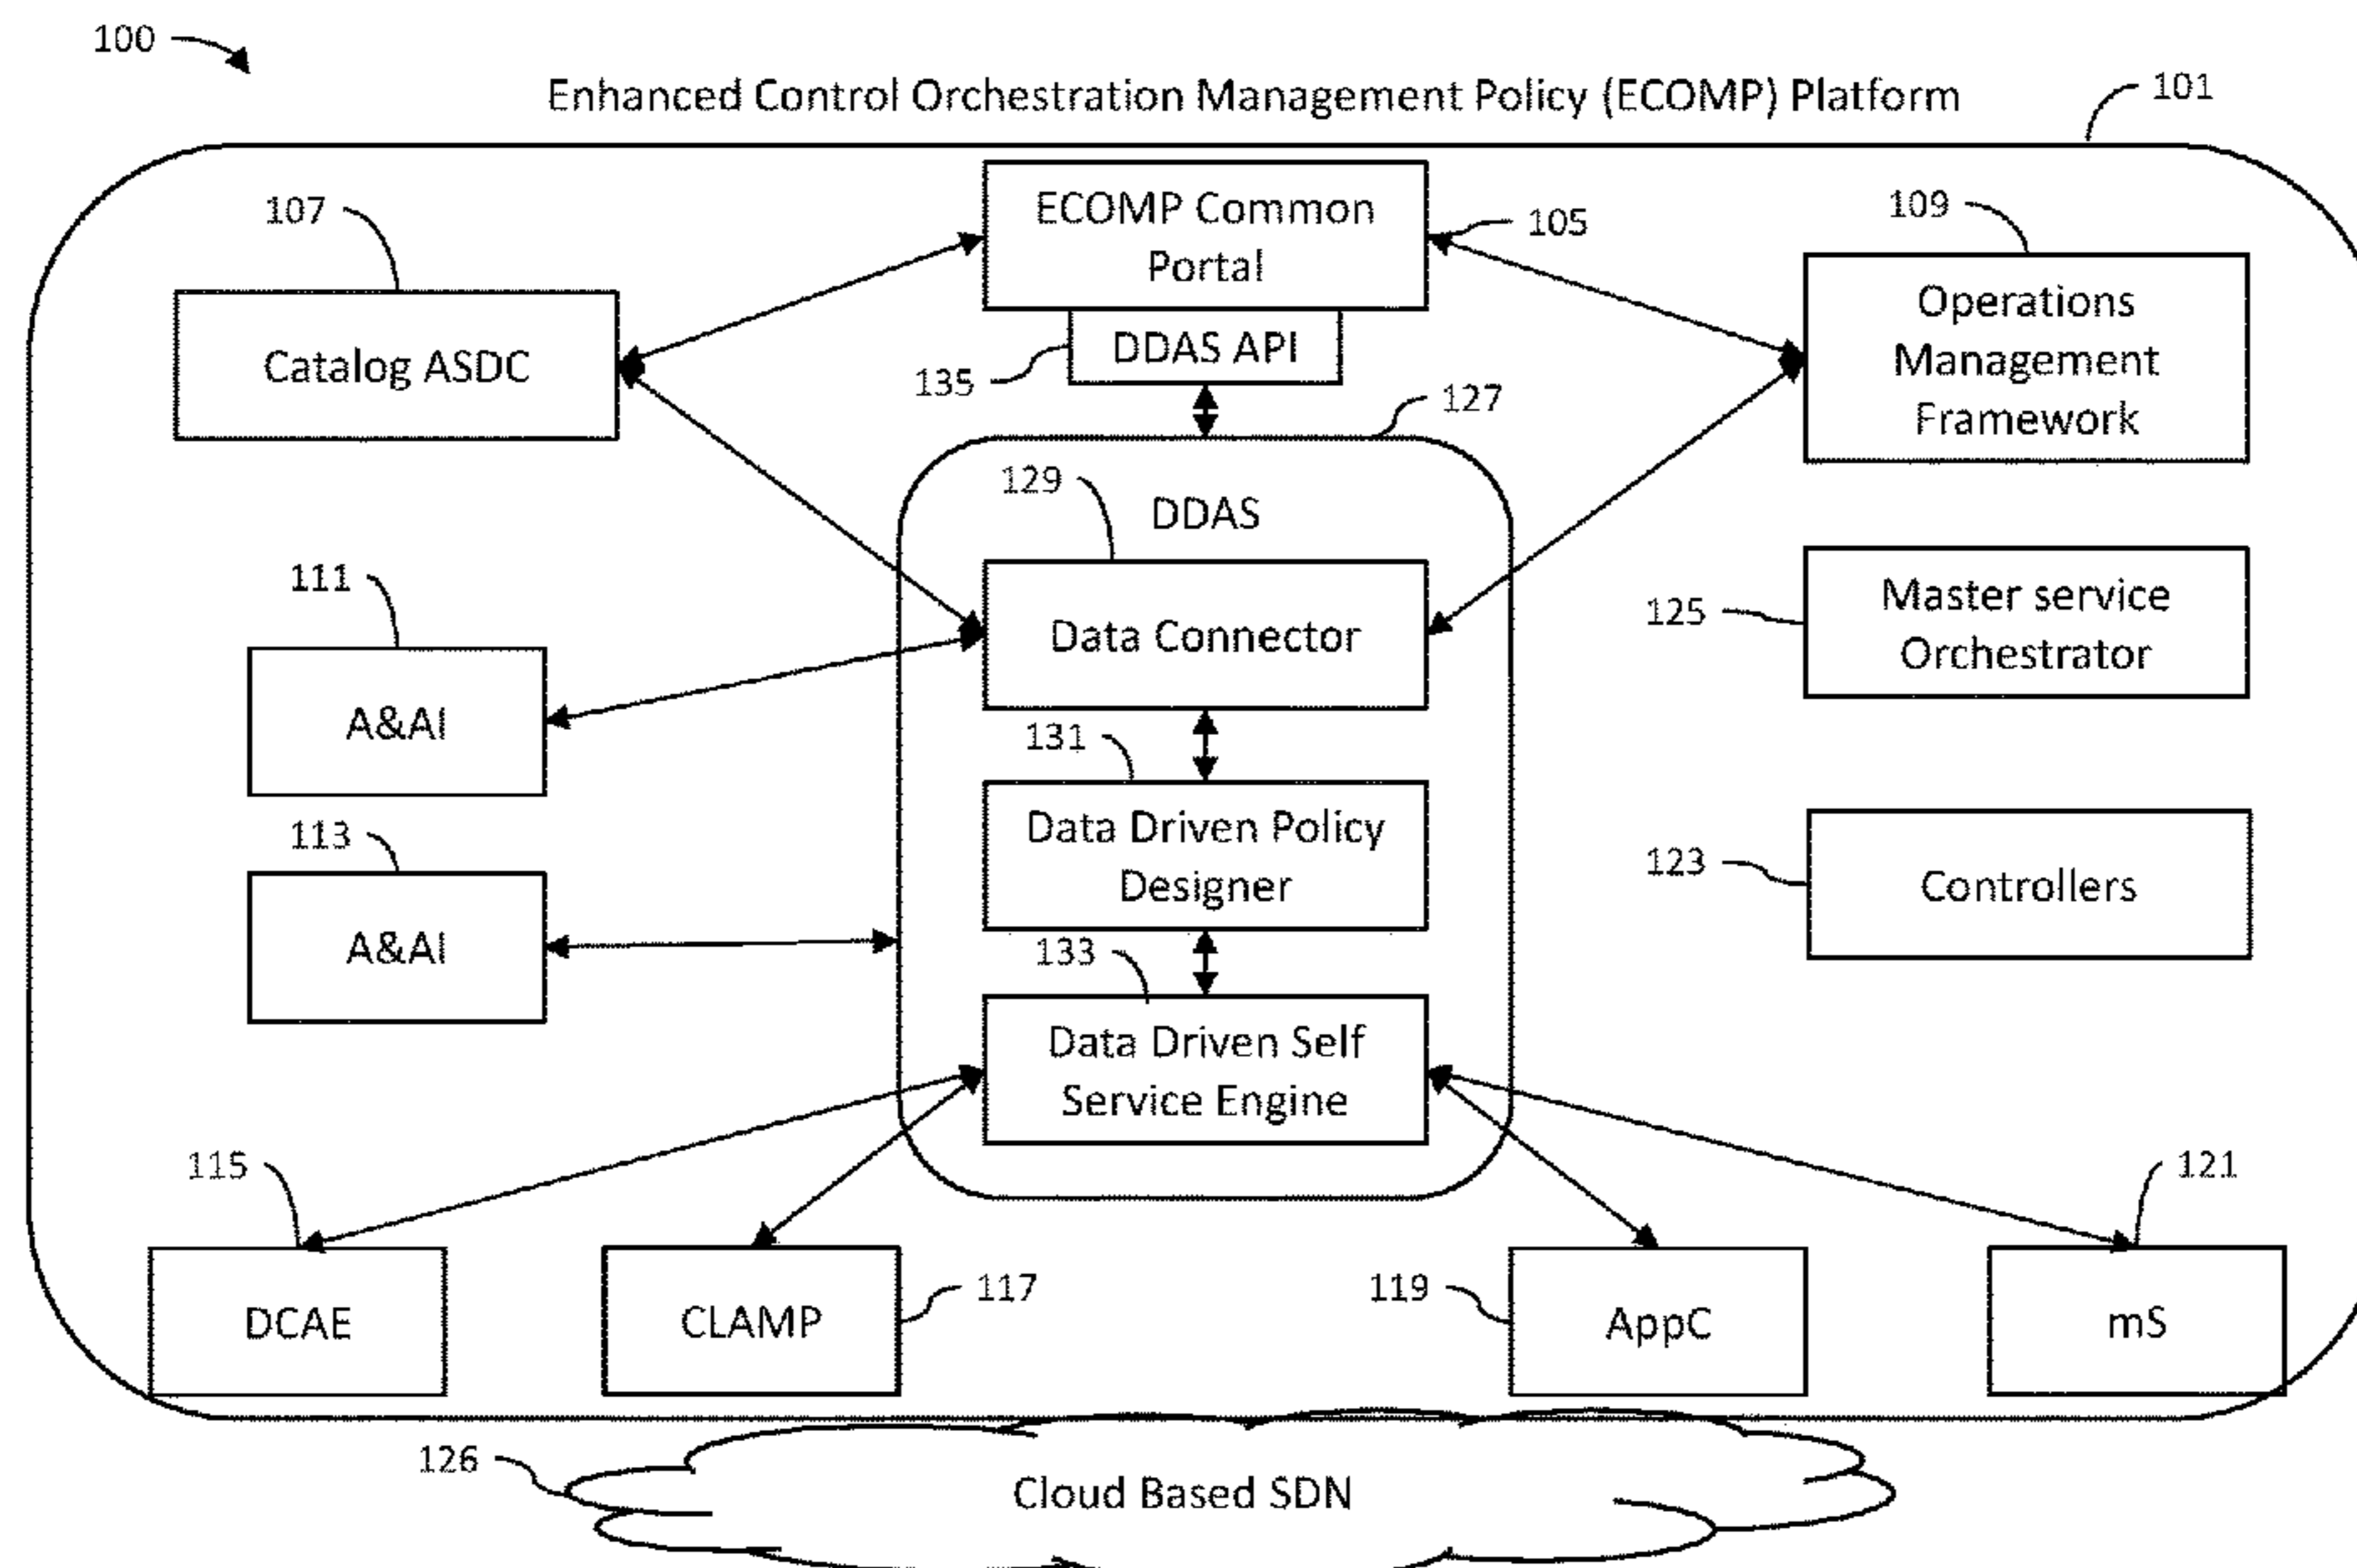 100
Enhanced Control Orchestration Management Policy (ECOMP) Platform
101
107
ECOMP Common
Portal
105
109
Catalog ASDC
DDAS API
135
Operations
Management
Framework
127
129
DDAS
111
Data Connector
125
Master service
Orchestrator
A&AI
131
113
Data Driven Policy
Designer
123
Controllers
A&AI
133
Data Driven Self
Service Engine
115
121
DCAE
CLAMP
117
119
AppC
mS
126
Cloud Based SDN